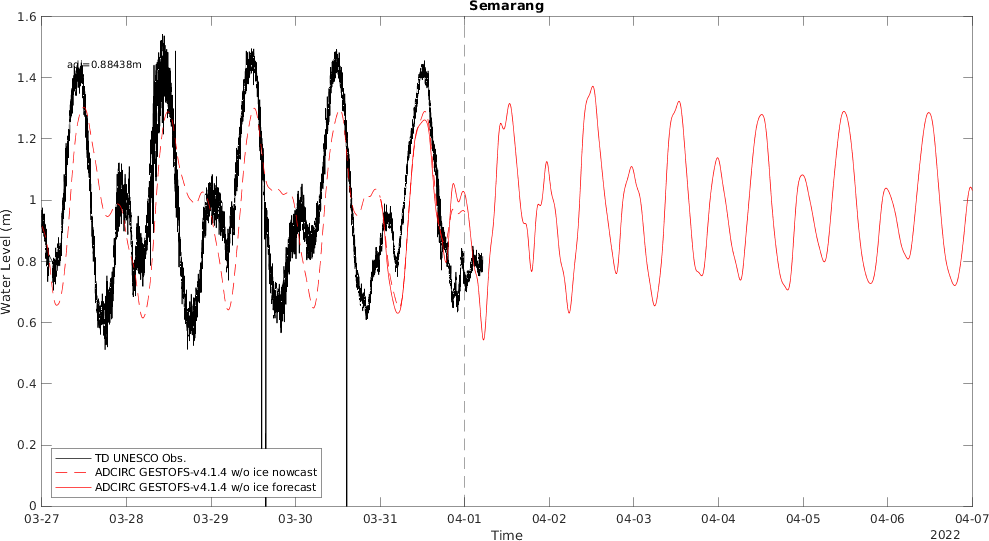 Semarang
adj=0.88438m
Water Level (m)
1.6
1.4
1.2
1
0.8
0.6
0.4
0.2
0
TD UNESCO Obs.
ADCIRC GESTOFS-v4.1.4 w/o ice nowcast
ADCIRC GESTOFS-v4.1.4 w/o ice forecast
03-27 03-28 03-29 03-30 03-31 04-01 04-02 04-03 04-04 04-05 04-06 04-07
Time
2022